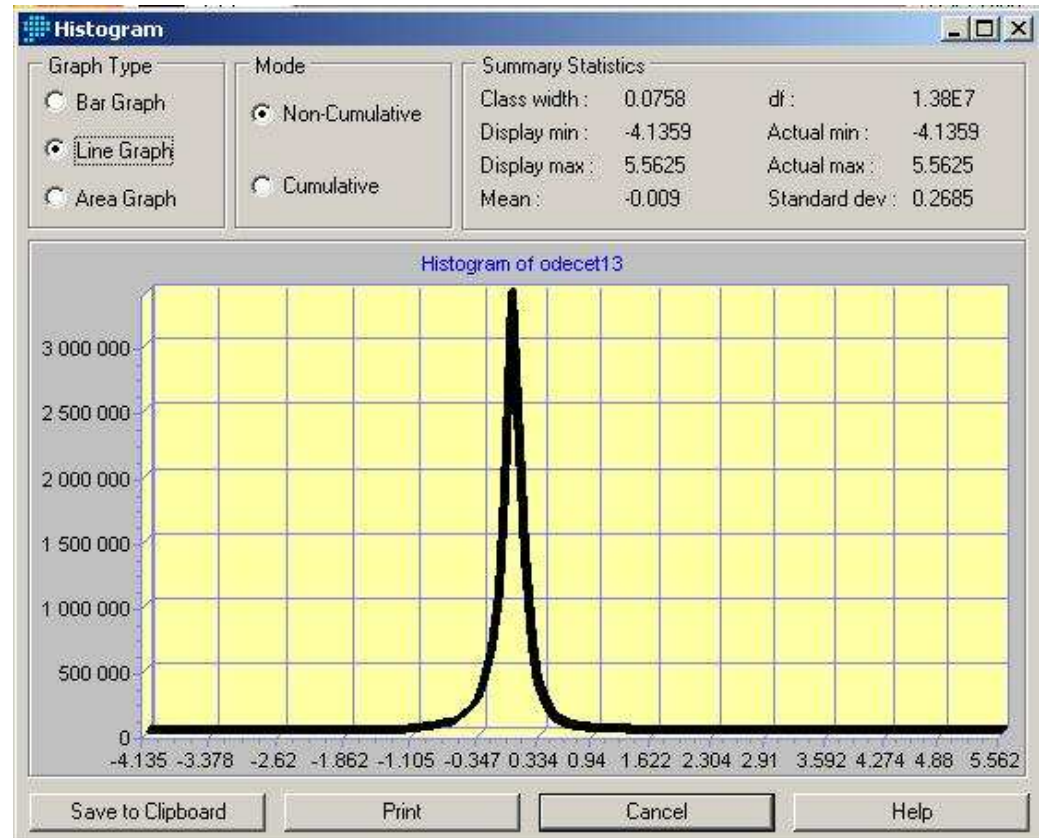 Histogram
Graph Type
Bar Graph
Line Graph
Area Graph
Mode
Non-Cumulative
Cumulative
Summary Statistics
Class width : 0.0758 df : 1.38E7
Display min : -4.1359 Actual min : -4.1359
Display max : 5.5625 Actual max : 5.5625
Mean : -0.009 Standard dev : 0.2685
Histogram of odecet13
3 000 000
2 500 000
2 000 000
1 500 000
1 000 000
500 000
0
-4.135 -3.378 -2.62 -1.862 -1.105 -0.347 0.334 0.94 1.622 2.304 2.91 3.592 4.274 4.88 5.562
Save to Clipboard Print Cancel Help